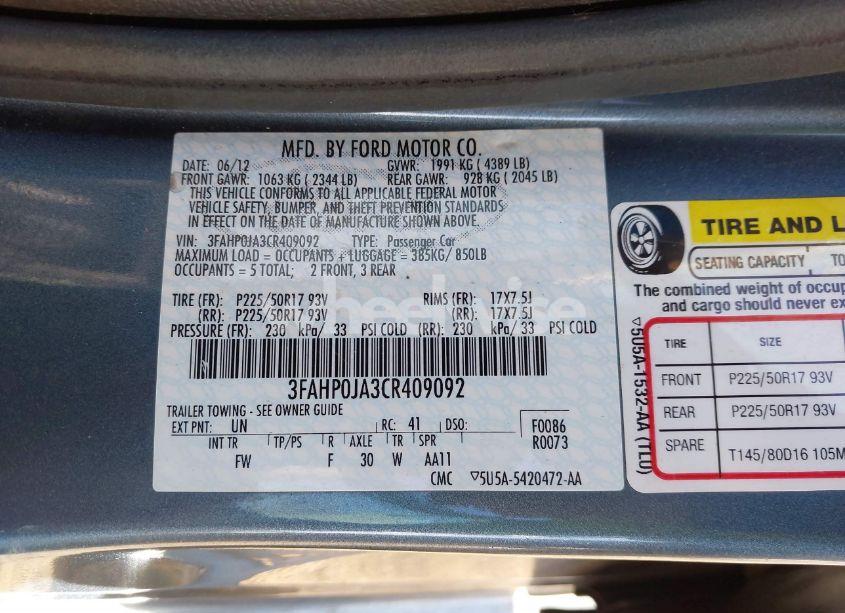 MFD. BY FORD MOTOR CO.
DATE: 06/12 GVWR: 1991 KG ( 4389 LB)
FRONT GAWR: 1063 KG ( 2344 LB) REAR GAWR: 928 KG ( 2045 LB)
THIS VEHICLE CONFORMS TO ALL APPLICABLE FEDERAL MOTOR
VEHICLE SAFETY, BUMPER, AND THEFT PREVENTION STANDARDS
IN EFFECT ON THE DATE OF MANUFACTURE SHOWN ABOVE.
VIN: 3FAHP0JA3CR409092 TYPE: Passenger Car
MAXIMUM LOAD = OCCUPANTS + LUGGAGE = 385KG/ 850LB
OCCUPANTS = 5 TOTAL; 2 FRONT, 3 REAR
TIRE (FR): P225/50R17 93V RIMS (FR): 17X7.5J
(RR): P225/50R17 93V (RR): 17X7.5J
PRESSURE (FR): 230 kPa/ 33 PSI COLD (RR): 230 kPa/ 33 PSI COLD
3FAHP0JA3CR409092
TRAILER TOWING - SEE OWNER GUIDE
EXT PNT: UN RC: 41 DSO: F0086
R0073
INT TR TP/PS R AXLE TR SPR
FW F 30 W AA11
CMC ▽5U5A-5420472-AA
TIRE AND L
SEATING CAPACITY TO
The combined weight of occup
and cargo should never ex
▽5U5A-1532-AA (TLU)
TIRE SIZE
FRONT P225/50R17 93V
REAR P225/50R17 93V
SPARE T145/80D16 105M